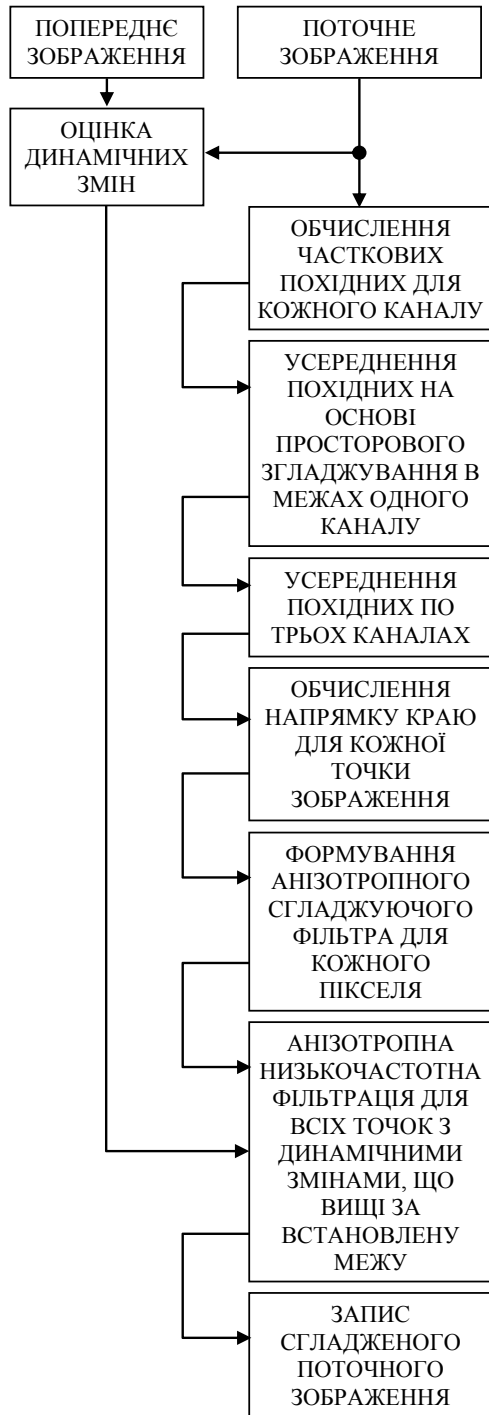 ПОПЕРЕДНЄ
ЗОБРАЖЕННЯ
ПОТОЧНЕ
ЗОБРАЖЕННЯ
ОЦІНКА
ДИНАМІЧНИХ
ЗМІН
ОБЧИСЛЕННЯ
ЧАСТКОВИХ
ПОХІДНИХ ДЛЯ
КОЖНОГО КАНАЛУ
УСЕРЕДНЕННЯ
ПОХІДНИХ НА
ОСНОВІ
ПРОСТОРОВОГО
ЗГЛАДЖУВАННЯ В
МЕЖАХ ОДНОГО
КАНАЛУ
УСЕРЕДНЕННЯ
ПОХІДНИХ ПО
ТРЬОХ КАНАЛАХ
ОБЧИСЛЕННЯ
НАПРЯМКУ КРАЮ
ДЛЯ КОЖНОЇ
ТОЧКИ
ЗОБРАЖЕННЯ
ФОРМУВАННЯ
АНІЗОТРОПНОГО
СГЛАДЖУЮЧОГО
ФІЛЬТРА ДЛЯ
КОЖНОГО
ПІКСЕЛЯ
АНІЗОТРОПНА
НИЗЬКОЧАСТОТНА
ФІЛЬТРАЦІЯ ДЛЯ
ВСІХ ТОЧОК З
ДИНАМІЧНИМИ
ЗМІНАМИ, ЩО
ВИЩІ ЗА
ВСТАНОВЛЕНУ
МЕЖУ
ЗАПИС
СГЛАДЖЕНОГО
ПОТОЧНОГО
ЗОБРАЖЕННЯ